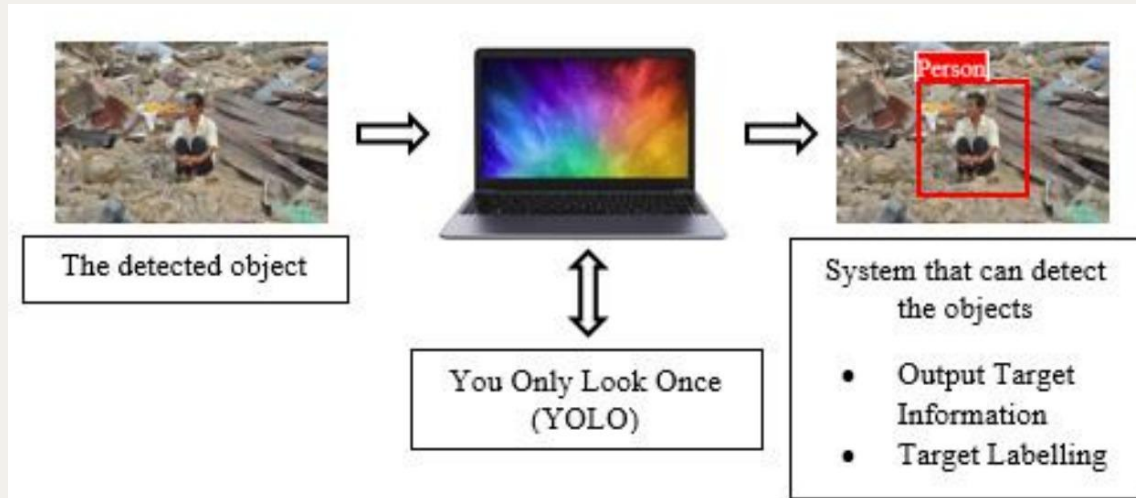 Person
The detected object
You Only Look Once
(YOLO)
System that can detect
the objects
• Output Target
Information
• Target Labelling